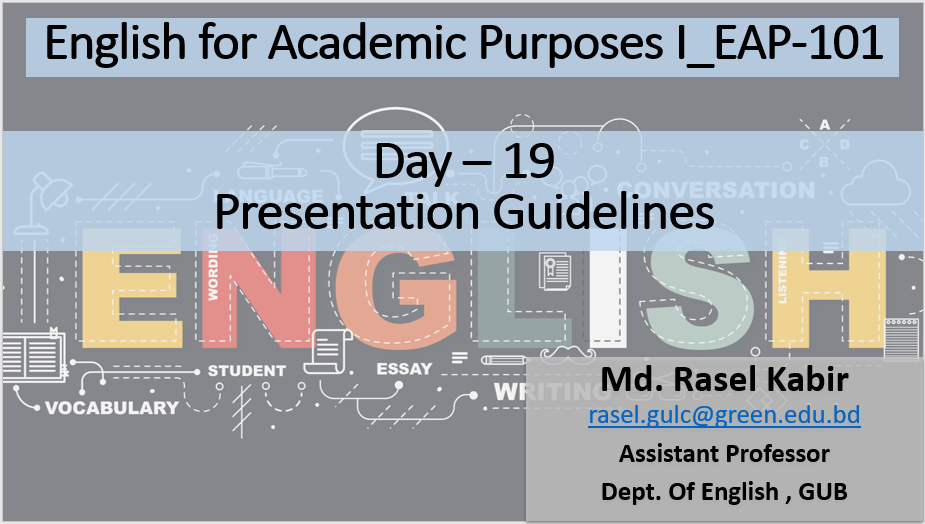 English for Academic Purposes I_EAP-101
Day – 19
Presentation Guidelines
LANGUAGE
TALK
CONVERSATION
A
C D
B
ENGLISH
WORDING
LISTENING
STUDENT
ESSAY
VOCABULARY
WRITING
Md. Rasel Kabir
rasel.gulc@green.edu.bd
Assistant Professor
Dept. Of English , GUB